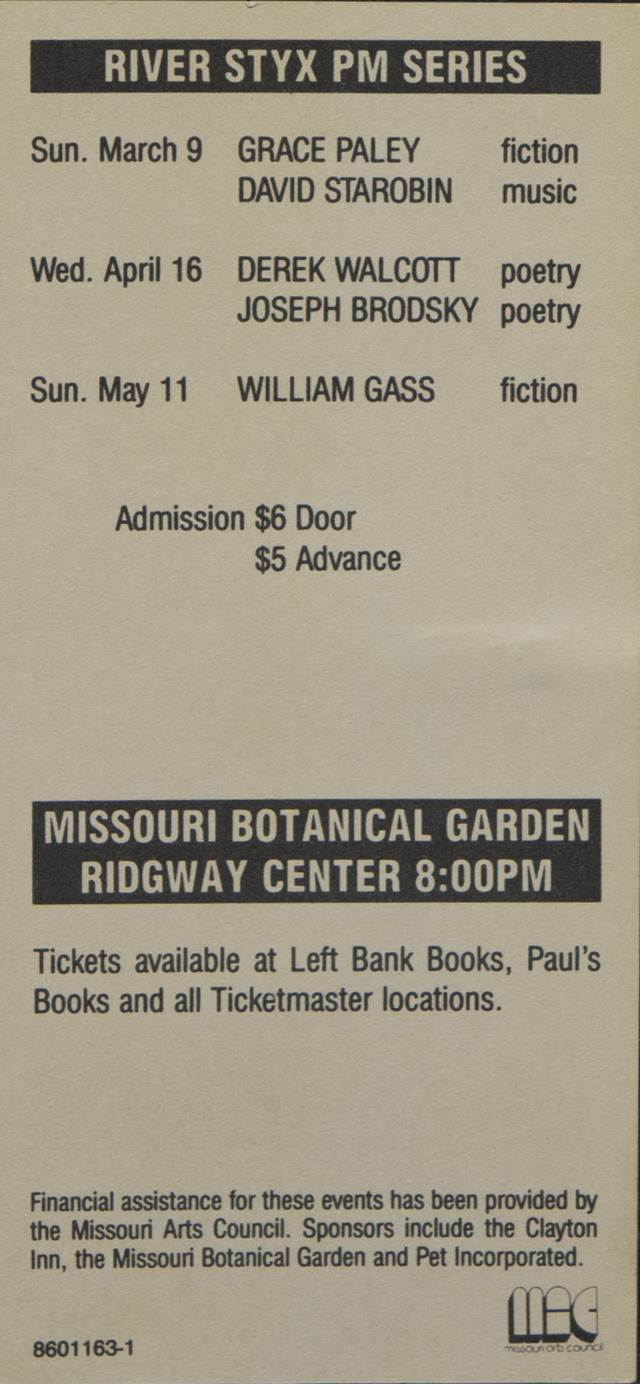 RIVER STYX PM SERIES
Sun. March 9 GRACE PALEY fiction
DAVID STAROBIN music
Wed. April 16 DEREK WALCOTT poetry
JOSEPH BRODSKY poetry
Sun. May 11 WILLIAM GASS fiction
Admission $6 Door
$5 Advance
MISSOURI BOTANICAL GARDEN
RIDGWAY CENTER 8:00PM
Tickets available at Left Bank Books, Paul's
Books and all Ticketmaster locations.
Financial assistance for these events has been provided by
the Missouri Arts Council. Sponsors include the Clayton
Inn, the Missouri Botanical Garden and Pet Incorporated.
mac
missouri arts council
8601163-1